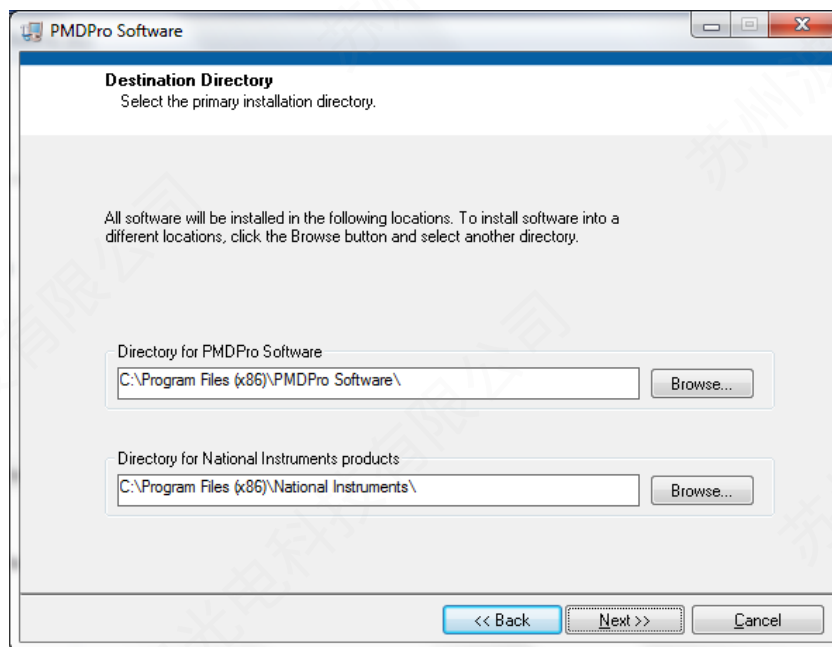 PMDPro Software
Destination Directory
Select the primary installation directory.
All software will be installed in the following locations. To install software into a
different locations, click the Browse button and select another directory.
Directory for PMDPro Software
C:\Program Files (x86)\PMDPro Software\
Browse...
Directory for National Instruments products
C:\Program Files (x86)\National Instruments\
Browse...
<< Back
Next >>
Cancel